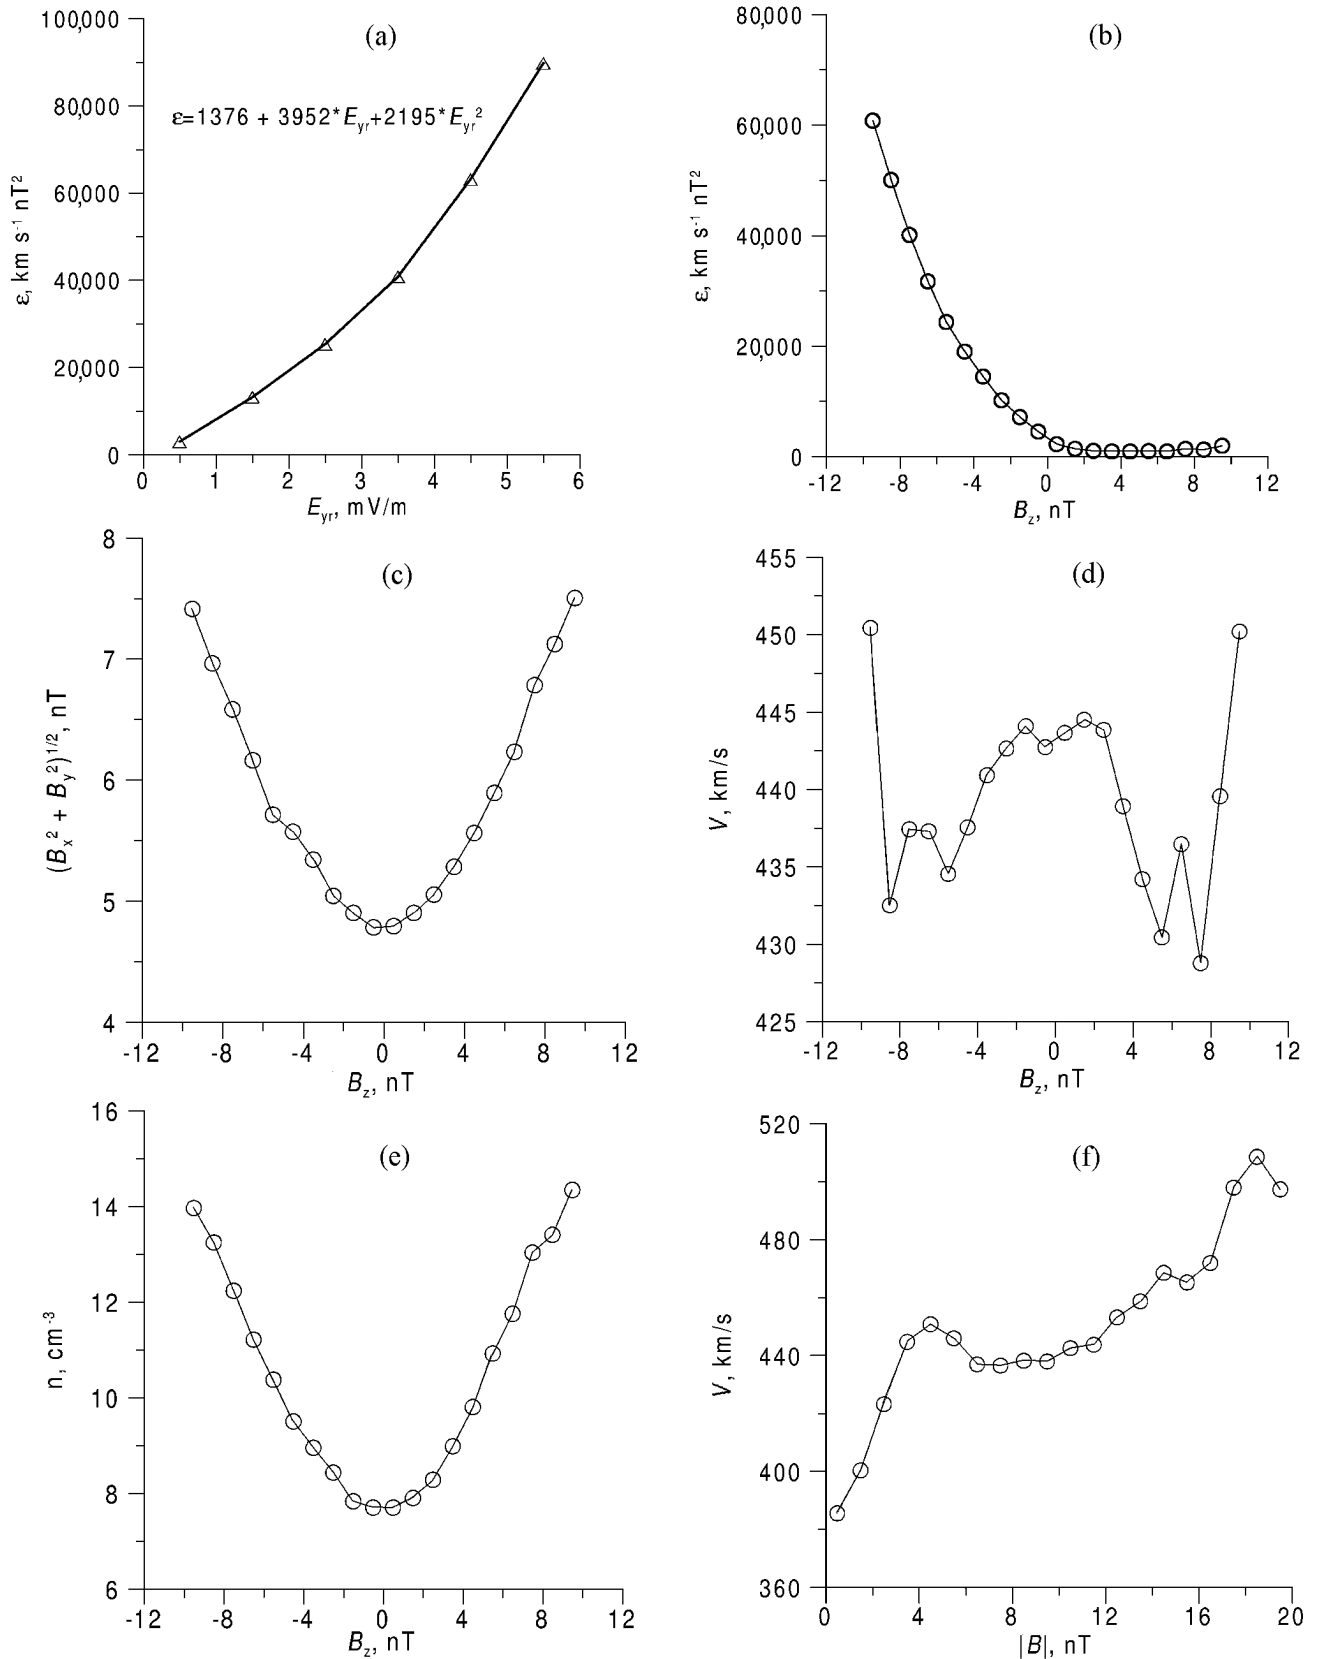 (a)
ε=1376 + 3952*Eyr+2195*Eyr²
100,000
80,000
60,000
40,000
20,000
0
ε, km s⁻¹ nT²
0 1 2 3 4 5 6
Eyr, mV/m
(b)
80,000
60,000
40,000
20,000
0
ε, km s⁻¹ nT²
-12 -8 -4 0 4 8 12
Bz, nT
(c)
8
7
6
5
4
(Bx² + By²)¹/², nT
-12 -8 -4 0 4 8 12
Bz, nT
(d)
455
450
445
440
435
430
425
V, km/s
-12 -8 -4 0 4 8 12
Bz, nT
(e)
16
14
12
10
8
6
n, cm⁻³
-12 -8 -4 0 4 8 12
Bz, nT
(f)
520
480
440
400
360
V, km/s
0 4 8 12 16 20
|B|, nT